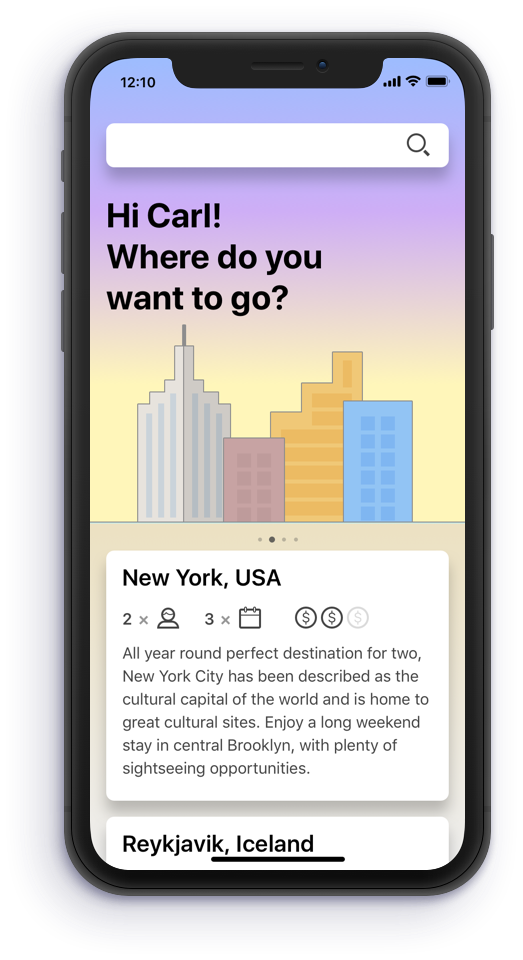 12:10
Hi Carl!
Where do you
want to go?
New York, USA
2 × 3 × $ $ $
All year round perfect destination for two,
New York City has been described as the
cultural capital of the world and is home to
great cultural sites. Enjoy a long weekend
stay in central Brooklyn, with plenty of
sightseeing opportunities.
Reykjavik, Iceland